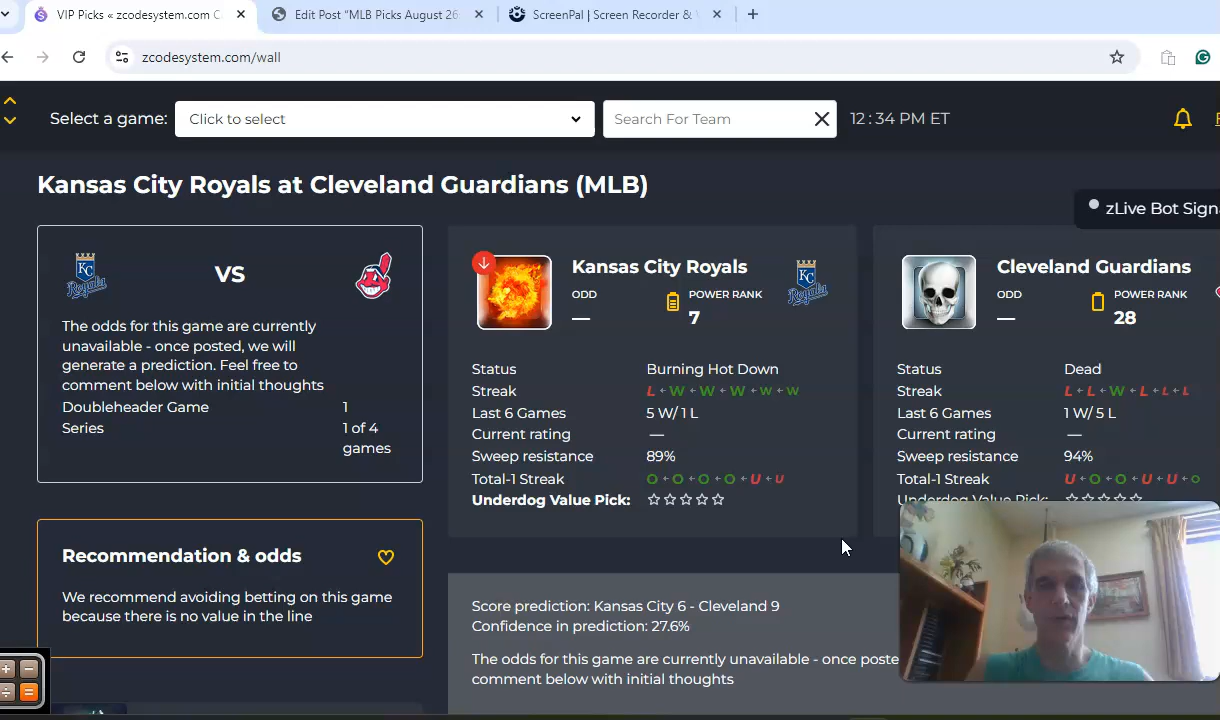 VIP Picks « zcodesystem.com C
Edit Post “MLB Picks August 26
ScreenPal | Screen Recorder &
zcodesystem.com/wall
Select a game:
Click to select
Search For Team
12 : 34 PM ET
Kansas City Royals at Cleveland Guardians (MLB)
zLive Bot Sign
KC
Royals
VS
The odds for this game are currently
unavailable - once posted, we will
generate a prediction. Feel free to
comment below with initial thoughts
Doubleheader Game 1
Series 1 of 4
games
Kansas City Royals
ODD
—
POWER RANK
7
KC
Royals
Status Burning Hot Down
Streak L W W W W W
Last 6 Games 5 W/ 1 L
Current rating —
Sweep resistance 89%
Total-1 Streak O O O O U U
Underdog Value Pick:
Cleveland Guardians
ODD
—
POWER RANK
28
Status Dead
Streak L L W L L L
Last 6 Games 1 W/ 5 L
Current rating —
Sweep resistance 94%
Total-1 Streak U O O U U O
Underdog Value Pick:
Recommendation & odds
We recommend avoiding betting on this game
because there is no value in the line
Score prediction: Kansas City 6 - Cleveland 9
Confidence in prediction: 27.6%
The odds for this game are currently unavailable - once poste
comment below with initial thoughts